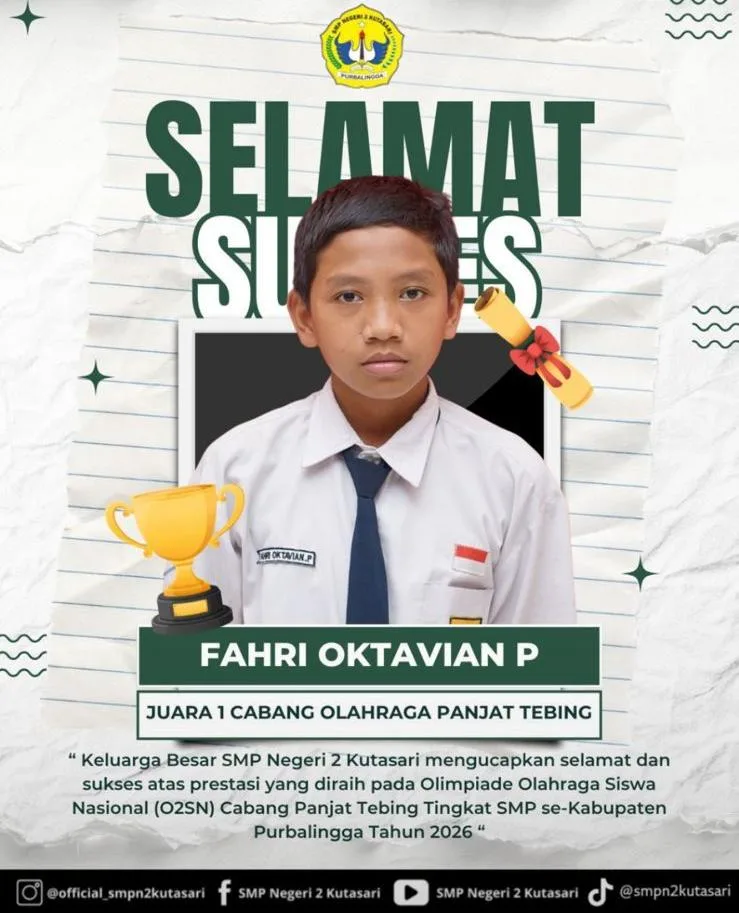 SMP NEGERI 2 KUTASARI
PURBALINGGA
SELAMAT
SUKSES
FAHRI OKTAVIAN.P
FAHRI OKTAVIAN P
JUARA 1 CABANG OLAHRAGA PANJAT TEBING
“ Keluarga Besar SMP Negeri 2 Kutasari mengucapkan selamat dan
sukses atas prestasi yang diraih pada Olimpiade Olahraga Siswa
Nasional (O2SN) Cabang Panjat Tebing Tingkat SMP se-Kabupaten
Purbalingga Tahun 2026 “
@official_smpn2kutasari SMP Negeri 2 Kutasari SMP Negeri 2 Kutasari @smpn2kutasari